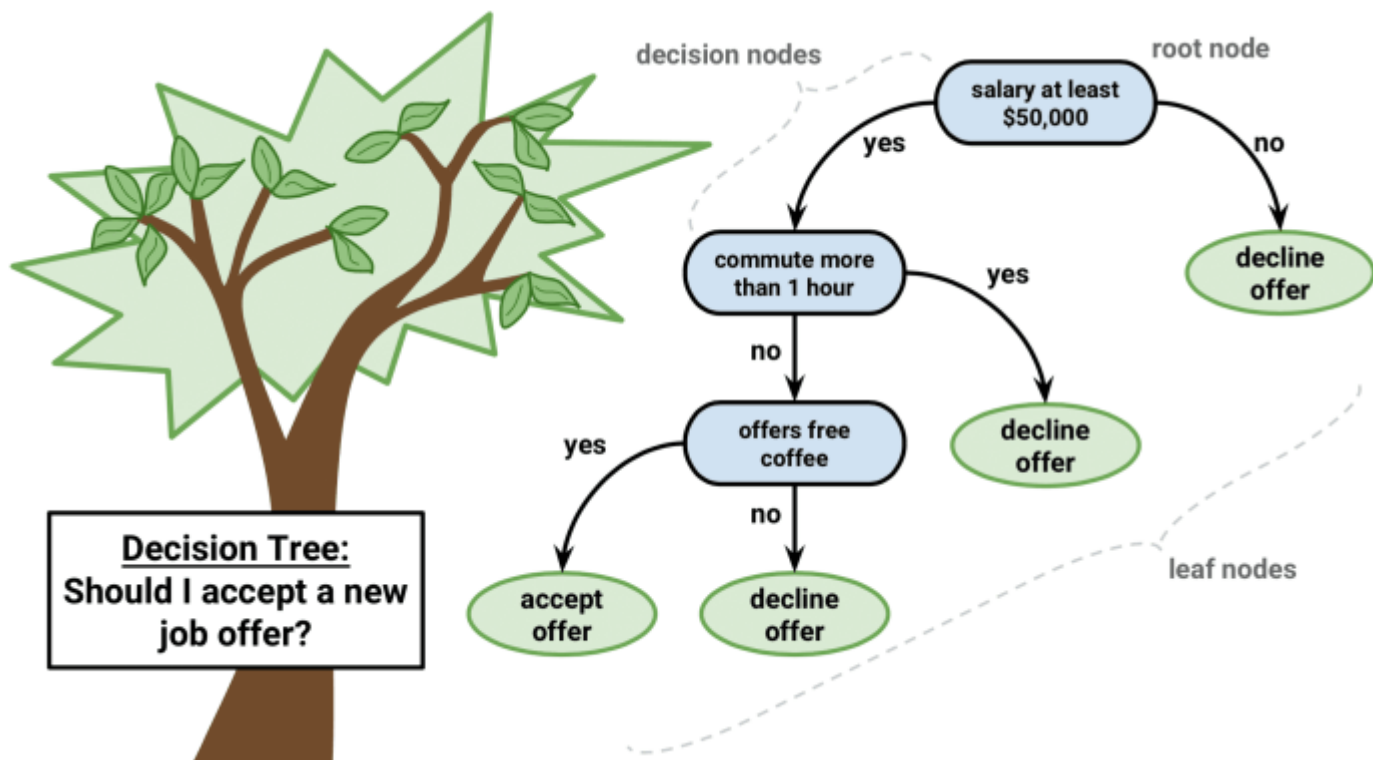 decision nodes
root node
salary at least
$50,000
yes
no
commute more
than 1 hour
yes
decline
offer
no
offers free
coffee
yes
decline
offer
no
Decision Tree:
Should I accept a new
job offer?
leaf nodes
accept
offer
decline
offer